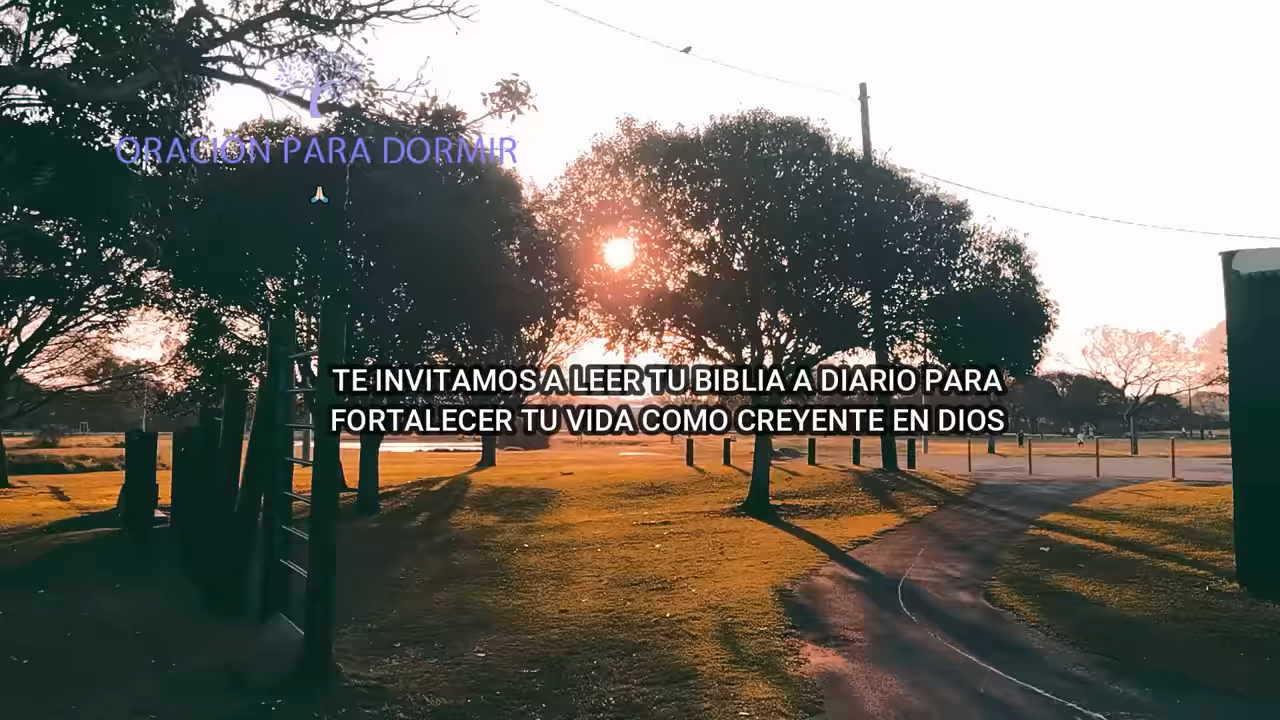 ORACIÓN PARA DORMIR
TE INVITAMOS A LEER TU BIBLIA A DIARIO PARA
FORTALECER TU VIDA COMO CREYENTE EN DIOS